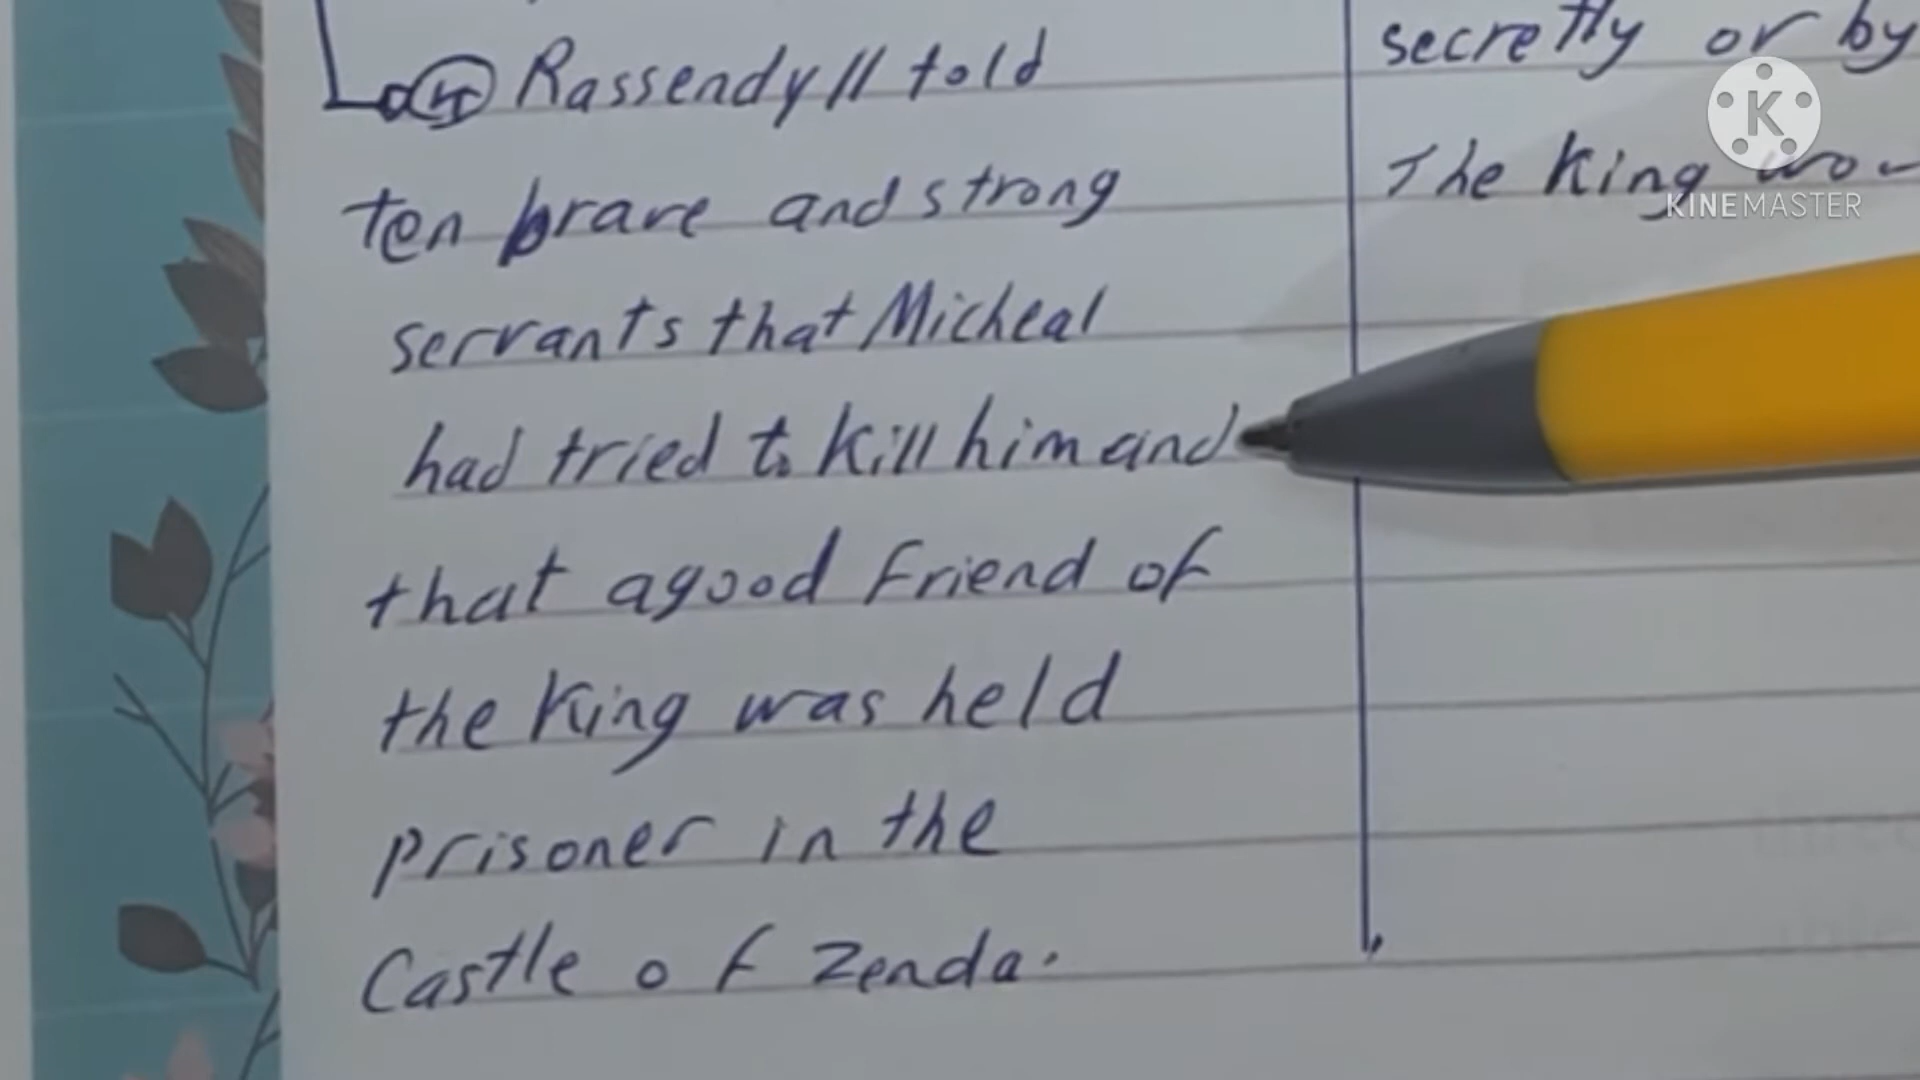 ④ Rassendyll told
ten brave and strong
servants that Micheal
had tried to kill him and
that a good Friend of
the King was held
prisoner in the
Castle of Zenda.
secretly or by
The King
K
KINEMASTER